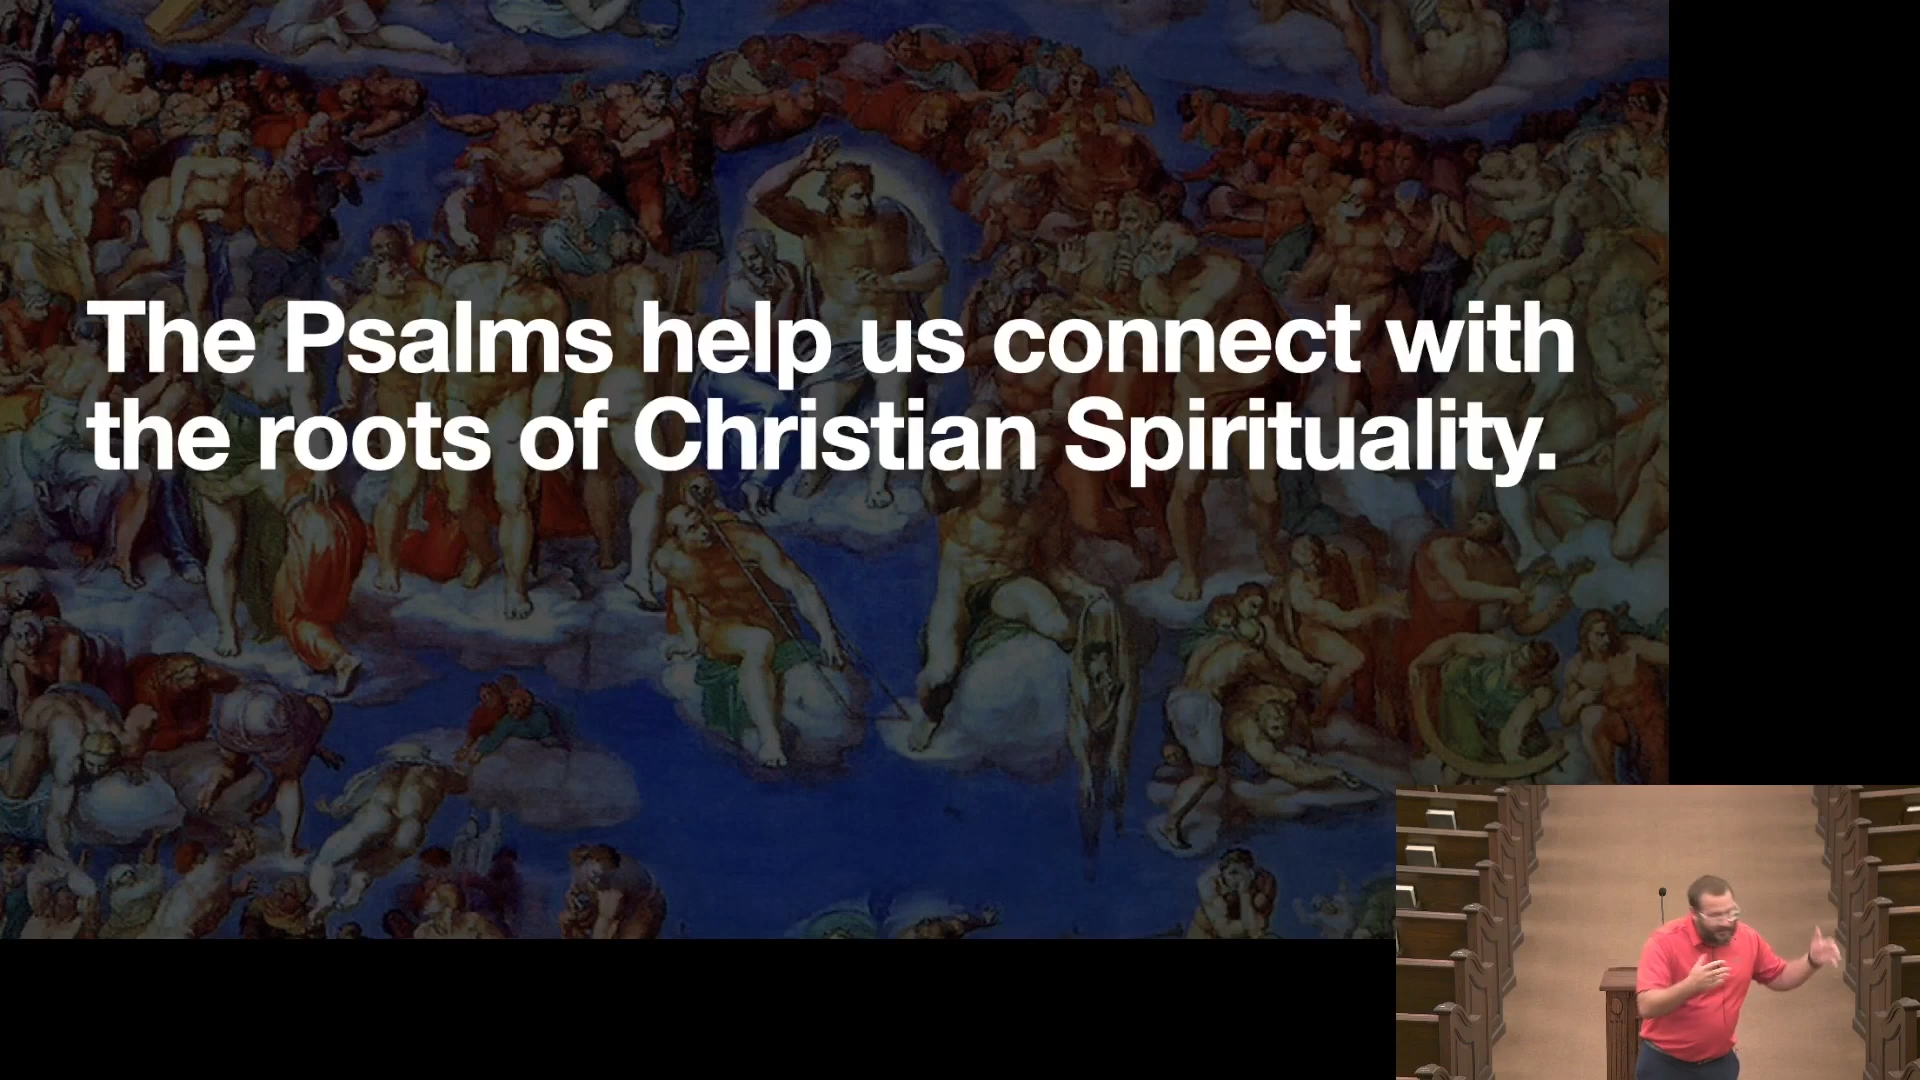 The Psalms help us connect with
the roots of Christian Spirituality.